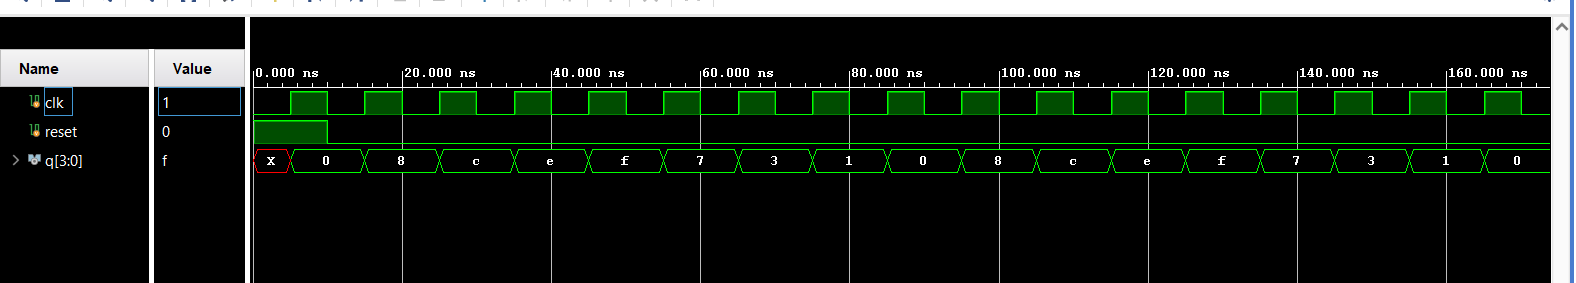 Name Value
0.000 ns 20.000 ns 40.000 ns 60.000 ns 80.000 ns 100.000 ns 120.000 ns 140.000 ns 160.000 ns
clk 1
reset 0
q[3:0] f X 0 8 c e f 7 3 1 0 8 c e f 7 3 1 0